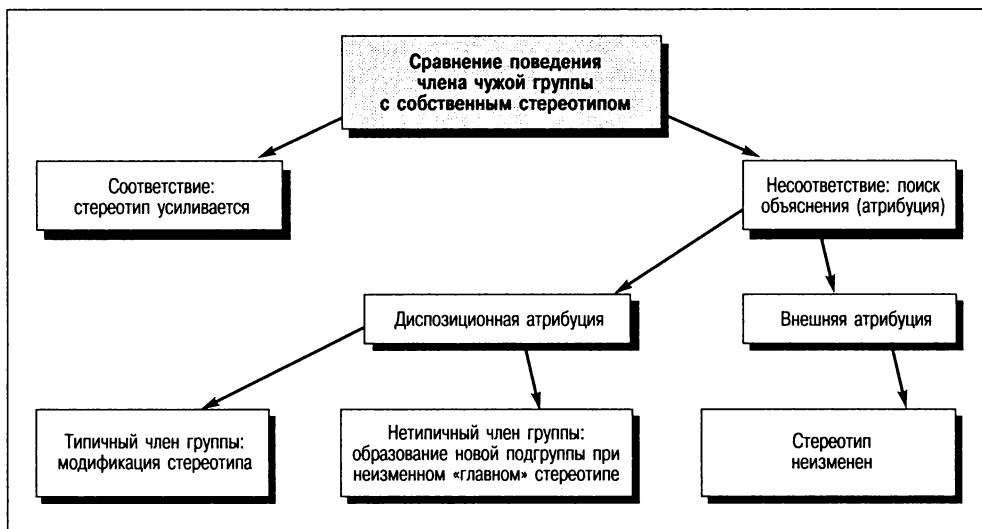 Сравнение поведения
члена чужой группы
с собственным стереотипом
Соответствие:
стереотип усиливается
Несоответствие: поиск
объяснения (атрибуция)
Диспозиционная атрибуция
Внешняя атрибуция
Типичный член группы:
модификация стереотипа
Нетипичный член группы:
образование новой подгруппы при
неизменном «главном» стереотипе
Стереотип
неизменен